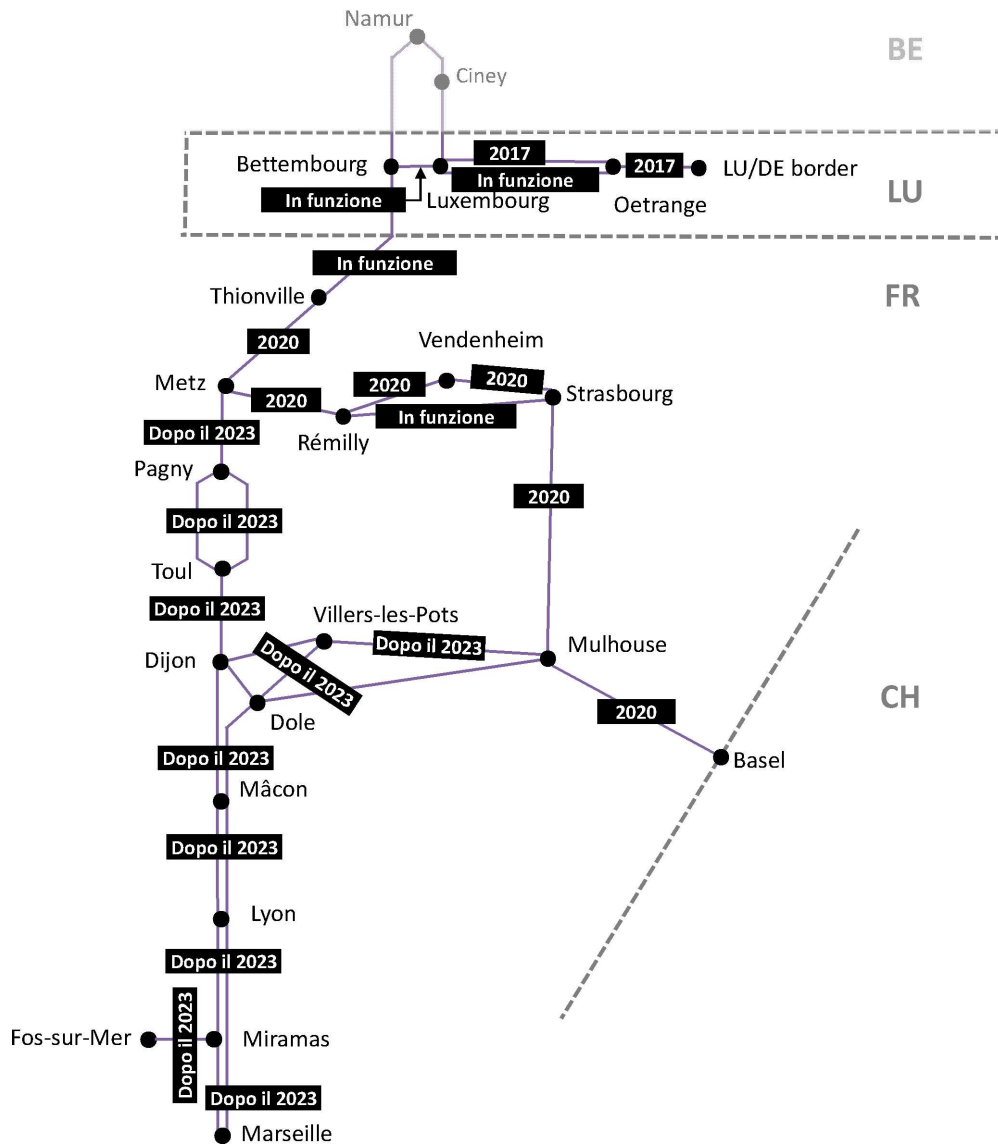 Namur
BE
Ciney
Bettembourg
2017
2017
LU/DE border
In funzione
LU
In funzione
Luxembourg
Oetrange
In funzione
FR
Thionville
Vendenheim
2020
2020
2020
Metz
Strasbourg
2020
In funzione
Dopo il 2023
Rémilly
Pagny
2020
Dopo il 2023
Toul
Dopo il 2023
Villers-les-Pots
Dopo il 2023
Mulhouse
Dijon
Dopo il 2023
CH
2020
Dole
Dopo il 2023
Basel
Mâcon
Dopo il 2023
Lyon
Dopo il 2023
Dopo il 2023
Fos-sur-Mer
Miramas
Dopo il 2023
Marseille